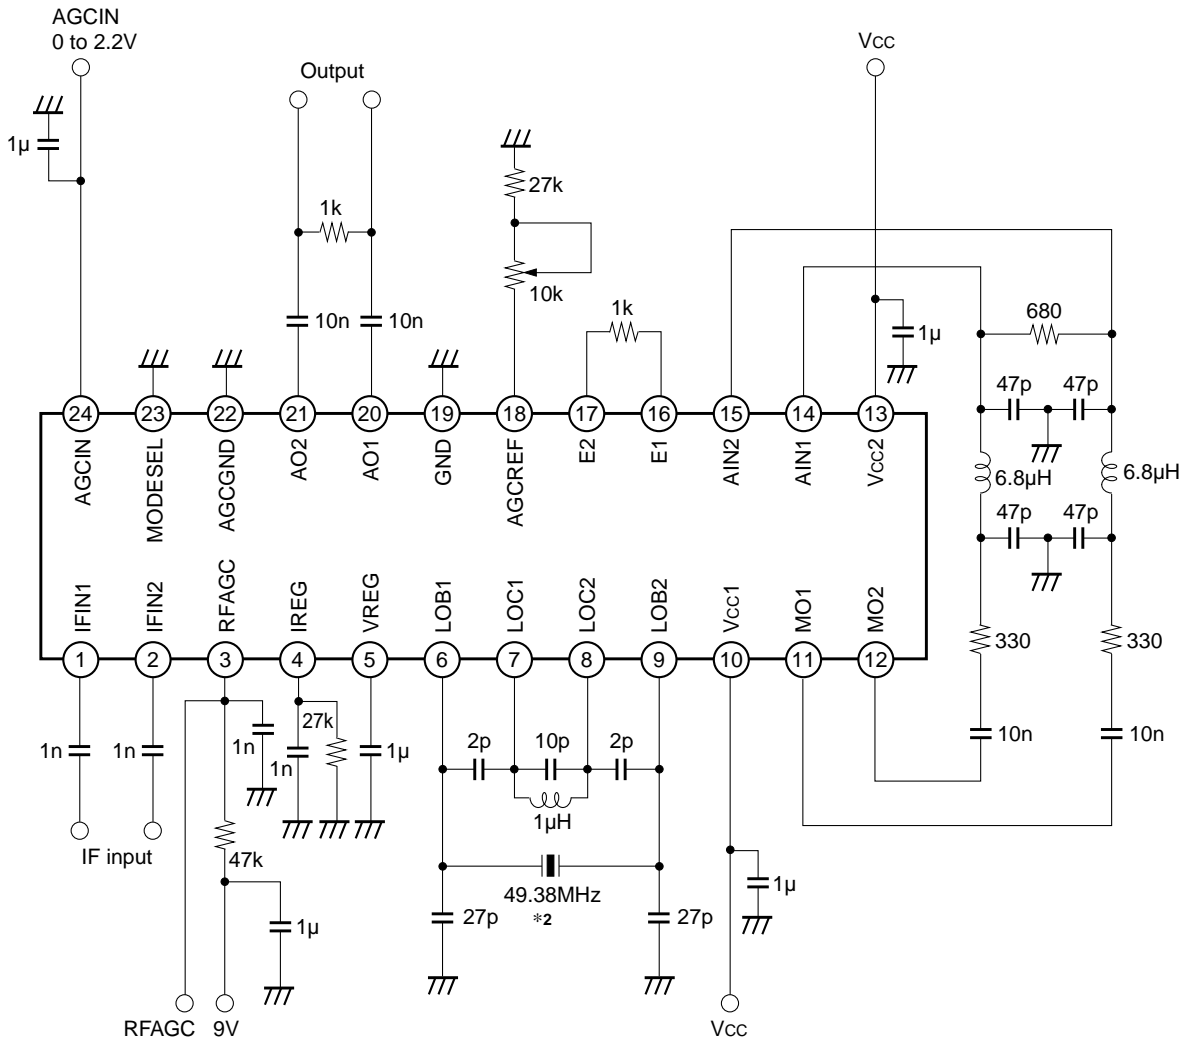 AGCIN
0 to 2.2V
Output
VCC
1µ
27k
1k
10k
10n
10n
1k
1µ
680
47p
47p
24
23
22
21
20
19
18
17
16
15
14
13
AGCIN
MODESEL
AGCGND
AO2
AO1
GND
AGCREF
E2
E1
AIN2
AIN1
VCC2
6.8µH
6.8µH
47p
47p
IFIN1
IFIN2
RFAGC
IREG
VREG
LOB1
LOC1
LOC2
LOB2
VCC1
MO1
MO2
1
2
3
4
5
6
7
8
9
10
11
12
330
330
1n
1n
1n
27k
1n
1µ
2p
10p
2p
10n
10n
1µH
IF input
47k
49.38MHz
*2
1µ
27p
27p
1µ
RFAGC
9V
VCC